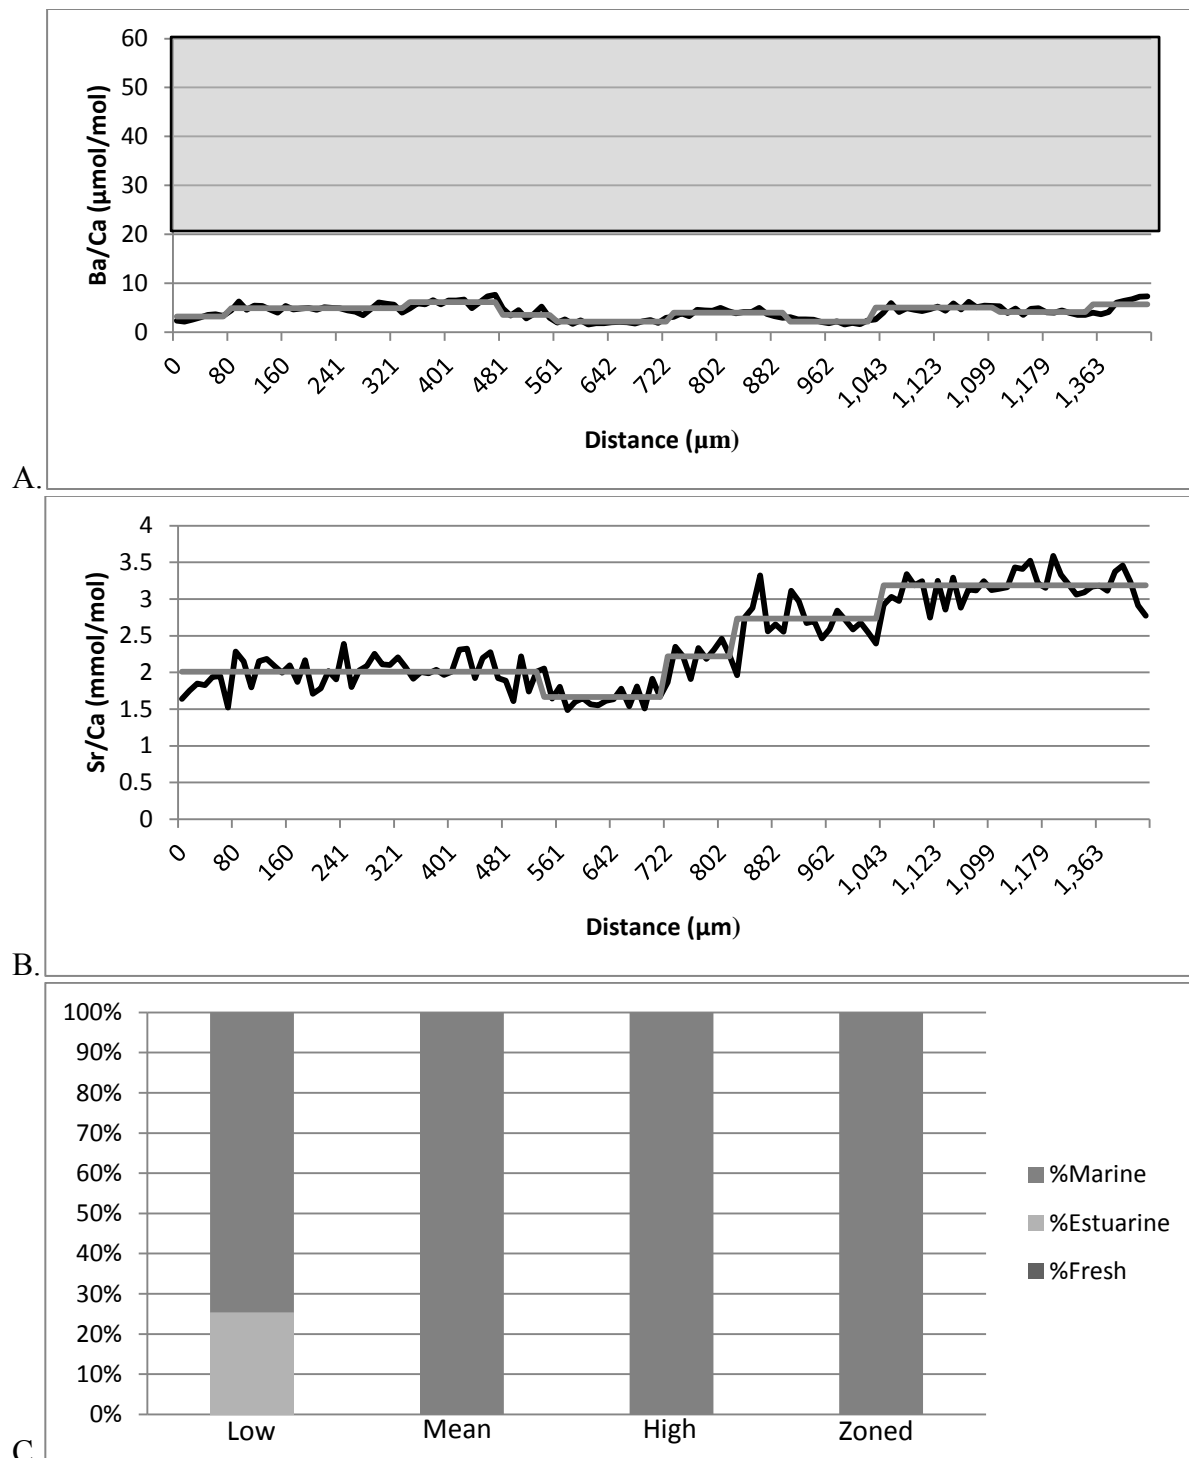 60
50
40
30
20
10
0
Ba/Ca (µmol/mol)
0 80 160 241 321 401 481 561 642 722 802 882 962 1,043 1,123 1,099 1,179 1,363
Distance (µm)
A.
4
3.5
3
2.5
2
1.5
1
0.5
0
Sr/Ca (mmol/mol)
0 80 160 241 321 401 481 561 642 722 802 882 962 1,043 1,123 1,099 1,179 1,363
Distance (µm)
B.
100%
90%
80%
70%
60%
50%
40%
30%
20%
10%
0%
Low Mean High Zoned
%Marine
%Estuarine
%Fresh
C